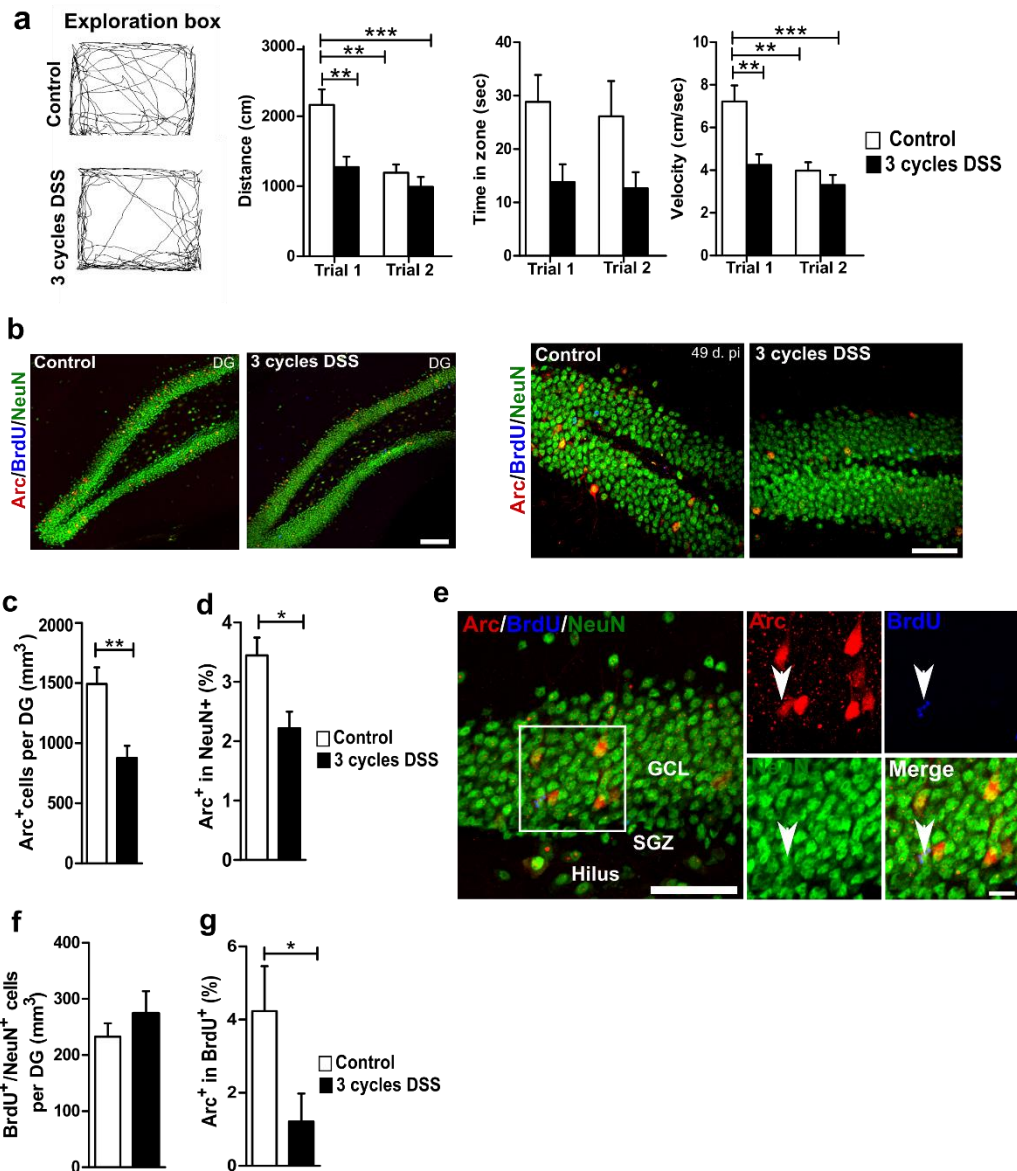 a
Exploration box
Control
3 cycles DSS
Distance (cm)
3000
2000
1000
0
***
**
**
Trial 1
Trial 2
Time in zone (sec)
40
30
20
10
0
Trial 1
Trial 2
Velocity (cm/sec)
10
8
6
4
2
0
***
**
**
Trial 1
Trial 2
Control
3 cycles DSS
b
Arc/BrdU/NeuN
Control
DG
3 cycles DSS
DG
Arc/BrdU/NeuN
Control
49 d. pi
3 cycles DSS
c
Arc⁺cells per DG (mm³)
2000
1500
1000
500
0
**
d
Arc⁺ in NeuN+ (%)
4
3
2
1
0
*
Control
3 cycles DSS
e
Arc/BrdU/NeuN
GCL
SGZ
Hilus
Arc
BrdU
Merge
f
BrdU⁺/NeuN⁺ cells
per DG (mm³)
400
300
200
100
0
g
Arc⁺ in BrdU⁺ (%)
6
4
2
0
*
Control
3 cycles DSS